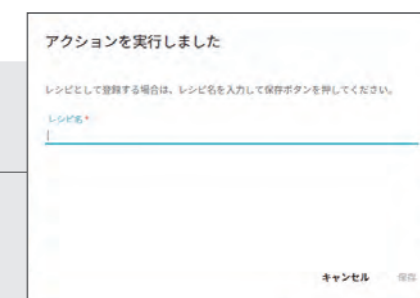 アクションを実行しました
レシピとして登録する場合は、レシピ名を入力して保存ボタンを押してください。
レシピ名*
キャンセル 保存